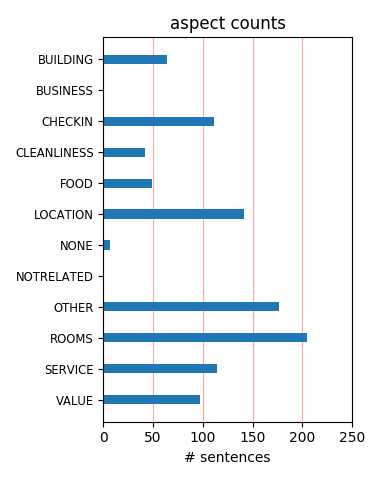 aspect counts
BUILDING
BUSINESS
CHECKIN
CLEANLINESS
FOOD
LOCATION
NONE
NOTRELATED
OTHER
ROOMS
SERVICE
VALUE
0 50 100 150 200 250
# sentences